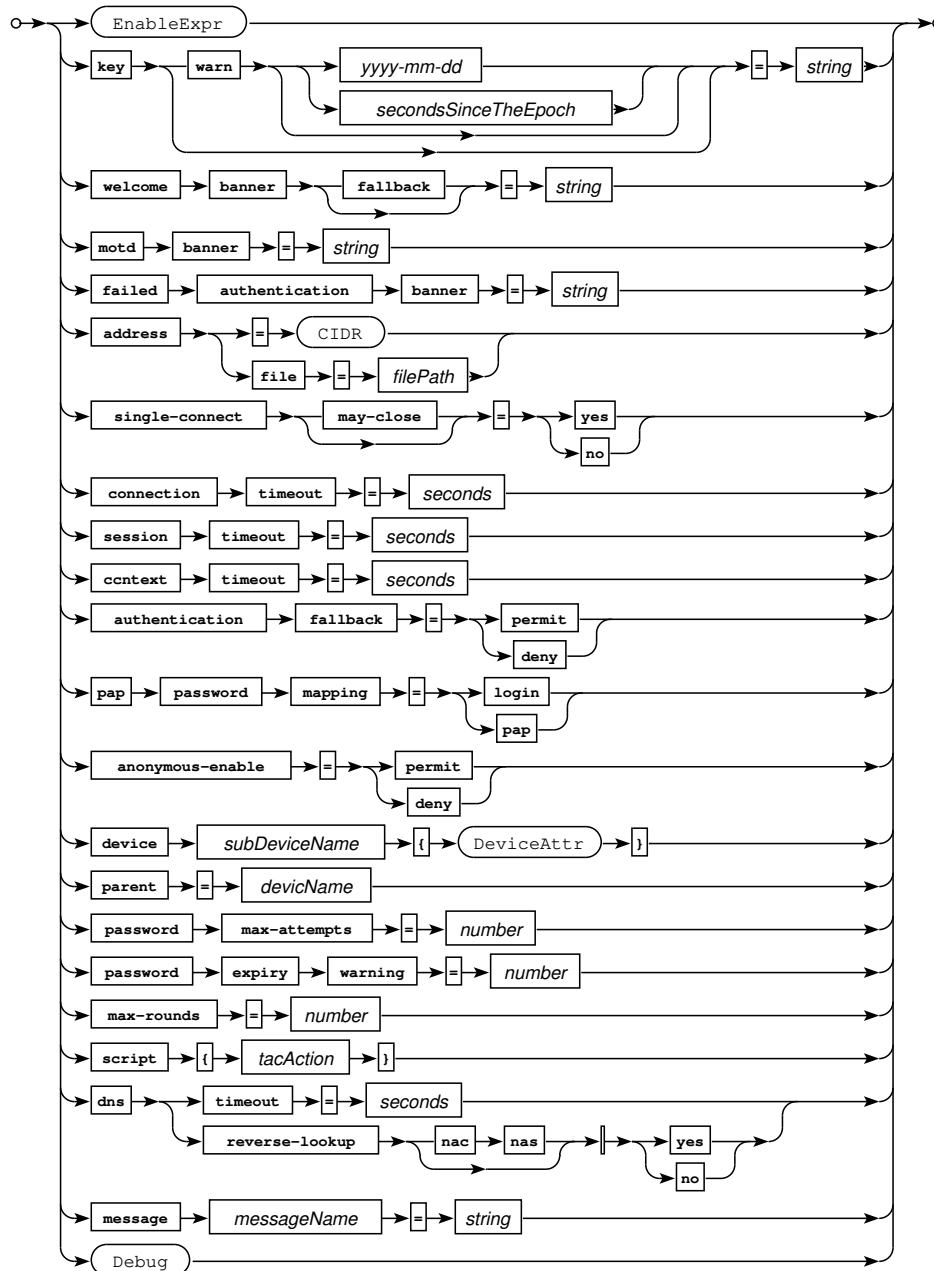 EnableExpr
key warn yyyy-mm-dd = string
secondsSinceTheEpoch
welcome banner fallback = string
motd banner = string
failed authentication banner = string
address = CIDR
file = filePath
single-connect may-close = yes
no
connection timeout = seconds
session timeout = seconds
ccntext timeout = seconds
authentication fallback = permit
deny
pap password mapping = login
pap
anonymous-enable = permit
deny
device subDeviceName { DeviceAttr }
parent = devicName
password max-attempts = number
password expiry warning = number
max-rounds = number
script { tacAction }
dns timeout = seconds
reverse-lookup nac nas yes
no
message messageName = string
Debug